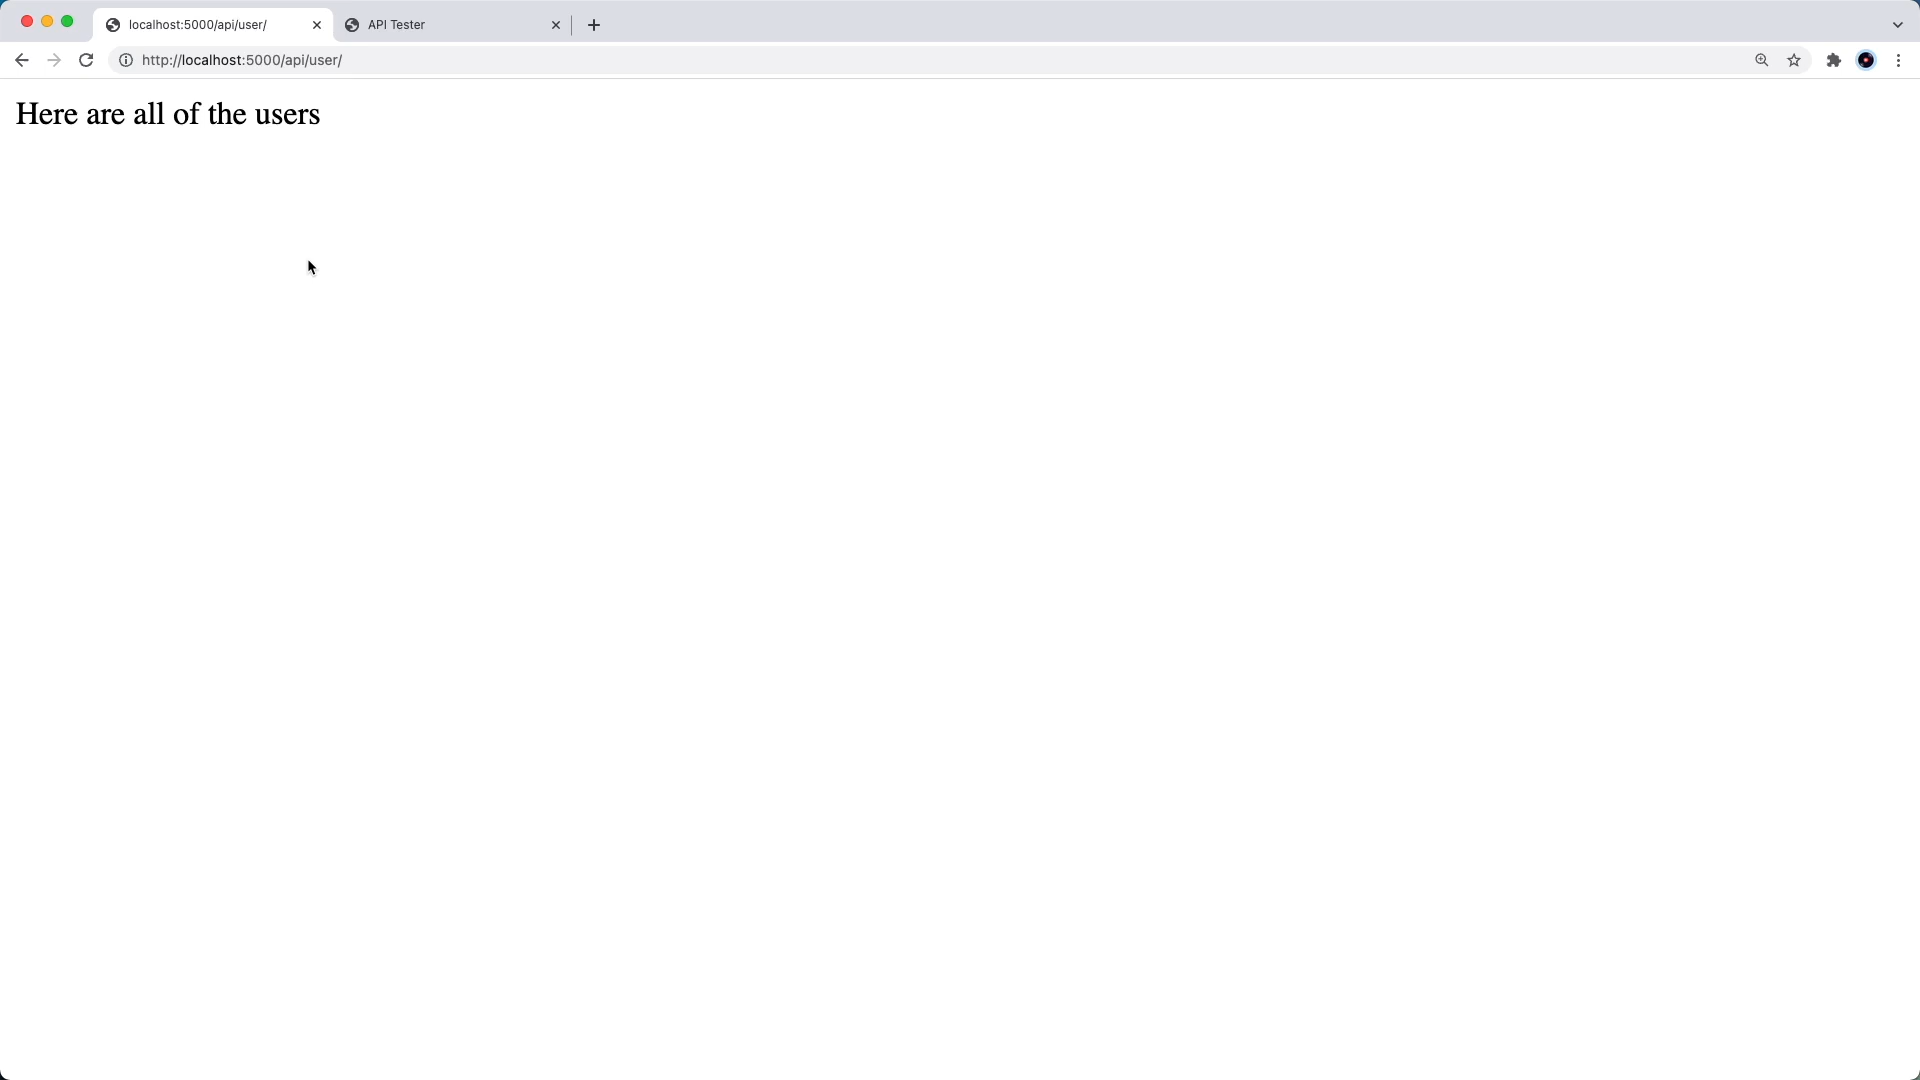 localhost:5000/api/user/
API Tester
http://localhost:5000/api/user/
Here are all of the users